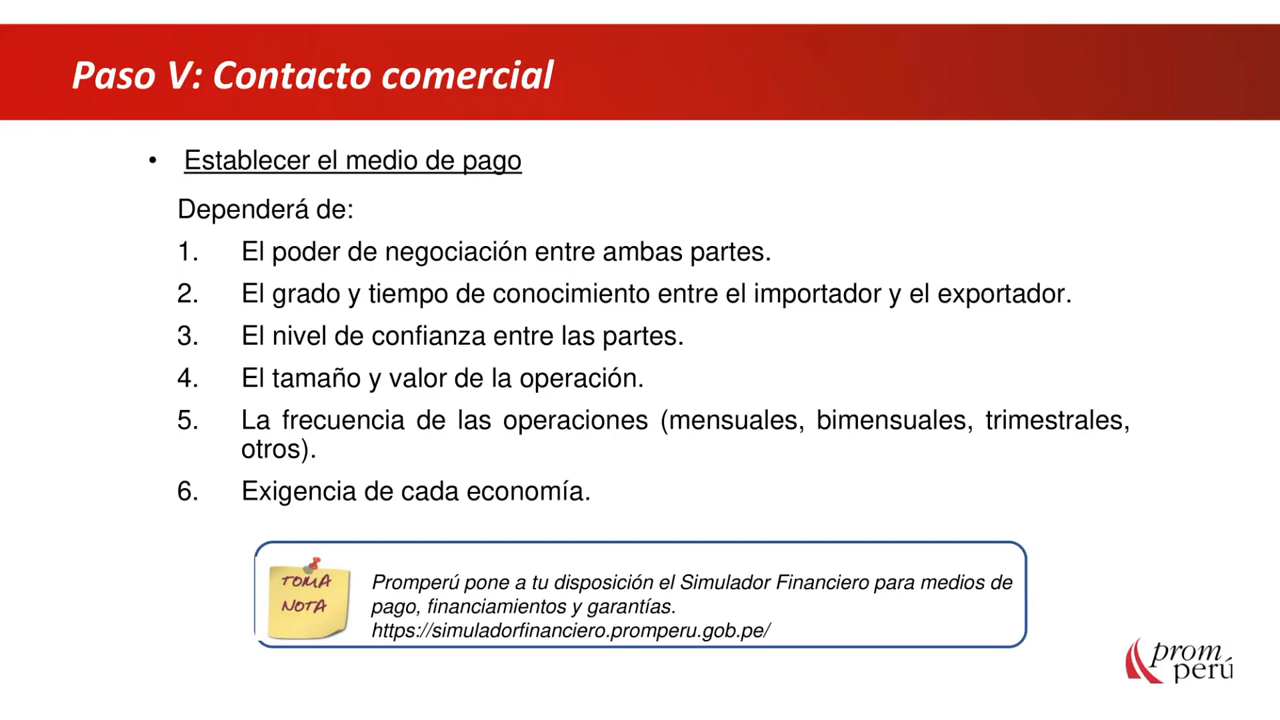 Paso V: Contacto comercial
• Establecer el medio de pago
Dependerá de:
1. El poder de negociación entre ambas partes.
2. El grado y tiempo de conocimiento entre el importador y el exportador.
3. El nivel de confianza entre las partes.
4. El tamaño y valor de la operación.
5. La frecuencia de las operaciones (mensuales, bimensuales, trimestrales,
otros).
6. Exigencia de cada economía.
TOMA
NOTA
Promperú pone a tu disposición el Simulador Financiero para medios de
pago, financiamientos y garantías.
https://simuladorfinanciero.promperu.gob.pe/
prom
perú